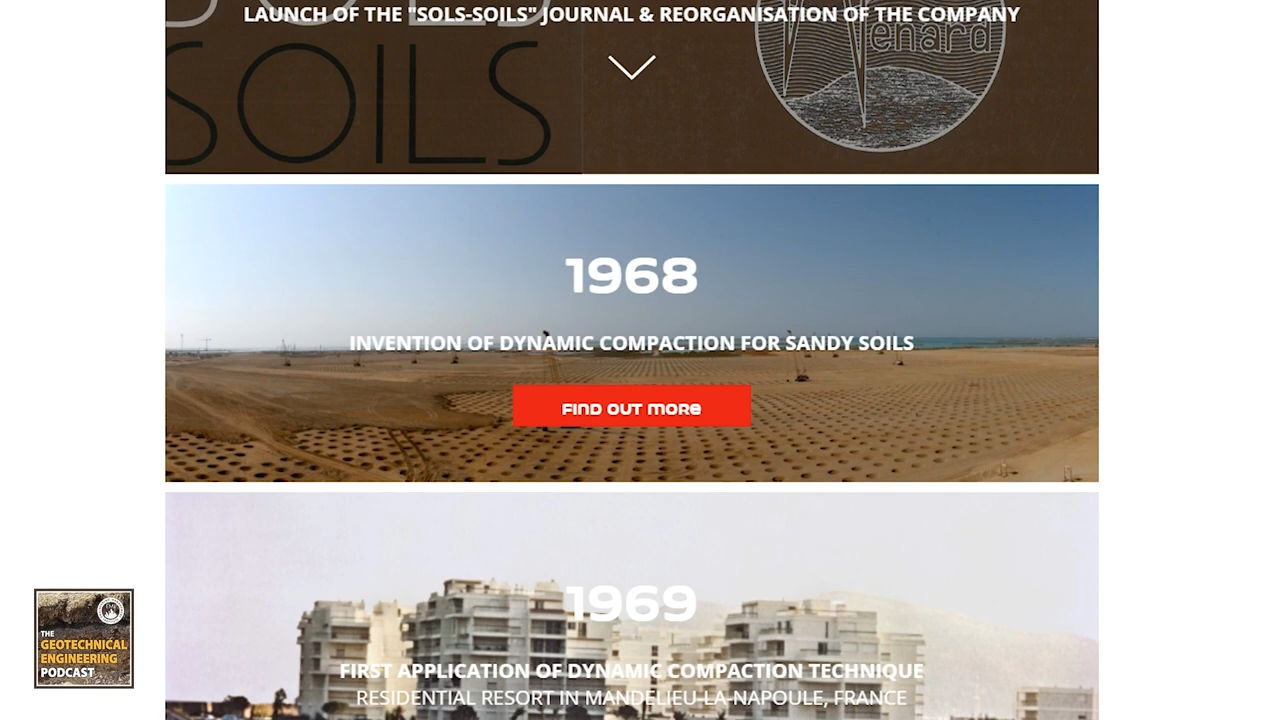 LAUNCH OF THE "SOLS-SOILS" JOURNAL & REORGANISATION OF THE COMPANY
SOILS
enard
1968
INVENTION OF DYNAMIC COMPACTION FOR SANDY SOILS
FIND OUT MORE
1969
FIRST APPLICATION OF DYNAMIC COMPACTION TECHNIQUE
RESIDENTIAL RESORT IN MANDELIEU-LA-NAPOULE, FRANCE
THE
GEOTECHNICAL
ENGINEERING
PODCAST